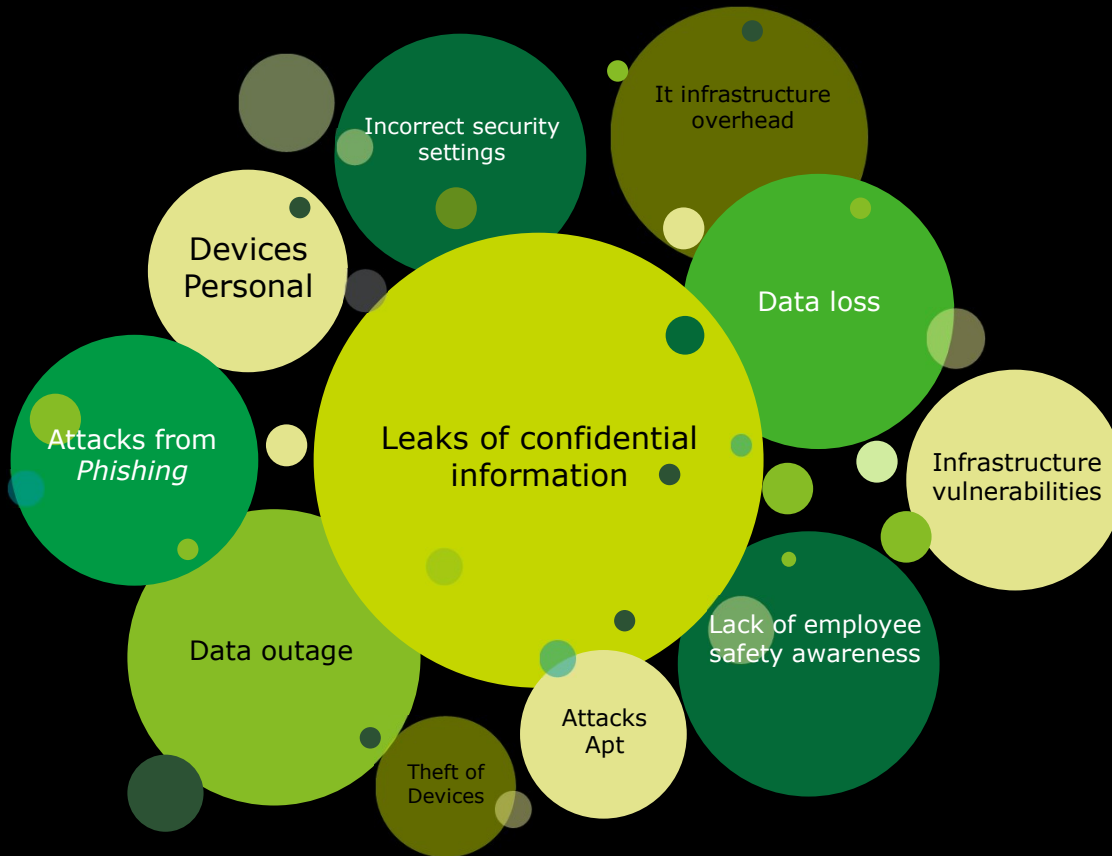 It infrastructure
overhead
Incorrect security
settings
Devices
Personal
Data loss
Attacks from
Phishing
Leaks of confidential
information
Infrastructure
vulnerabilities
Data outage
Lack of employee
safety awareness
Attacks
Apt
Theft of
Devices